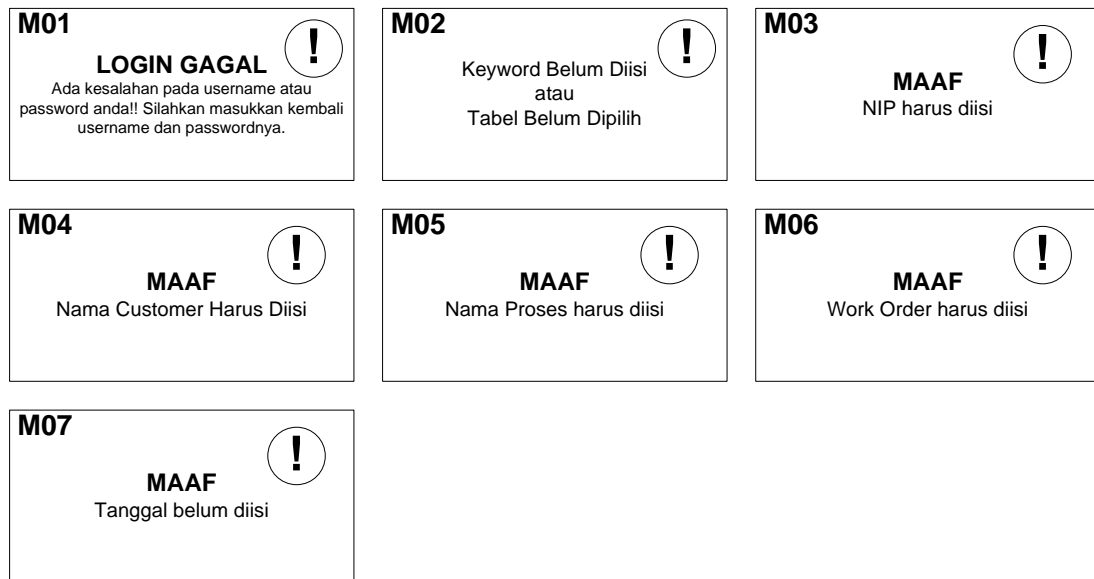 M01
!
LOGIN GAGAL
Ada kesalahan pada username atau
password anda!! Silahkan masukkan kembali
username dan passwordnya.
M02
!
Keyword Belum Diisi
atau
Tabel Belum Dipilih
M03
!
MAAF
NIP harus diisi
M04
!
MAAF
Nama Customer Harus Diisi
M05
!
MAAF
Nama Proses harus diisi
M06
!
MAAF
Work Order harus diisi
M07
!
MAAF
Tanggal belum diisi